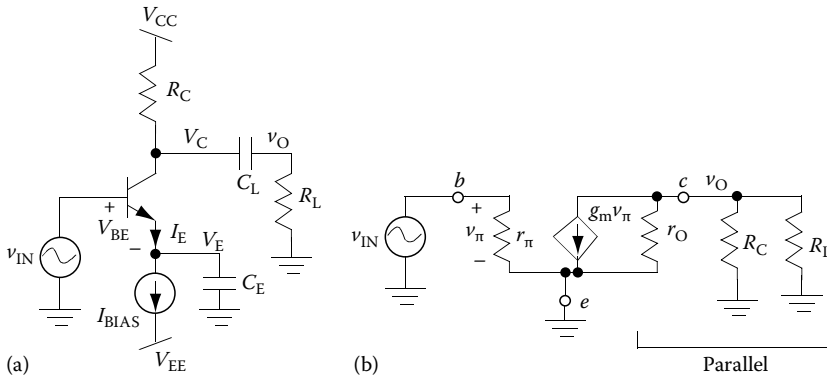 V_CC
R_C
V_C
v_O
C_L
R_L
+
V_BE
−
I_E
V_E
v_IN
C_E
I_BIAS
V_EE
(a)
b
c
v_O
+
v_π
−
r_π
g_m v_π
r_O
R_C
R_L
v_IN
e
Parallel
(b)